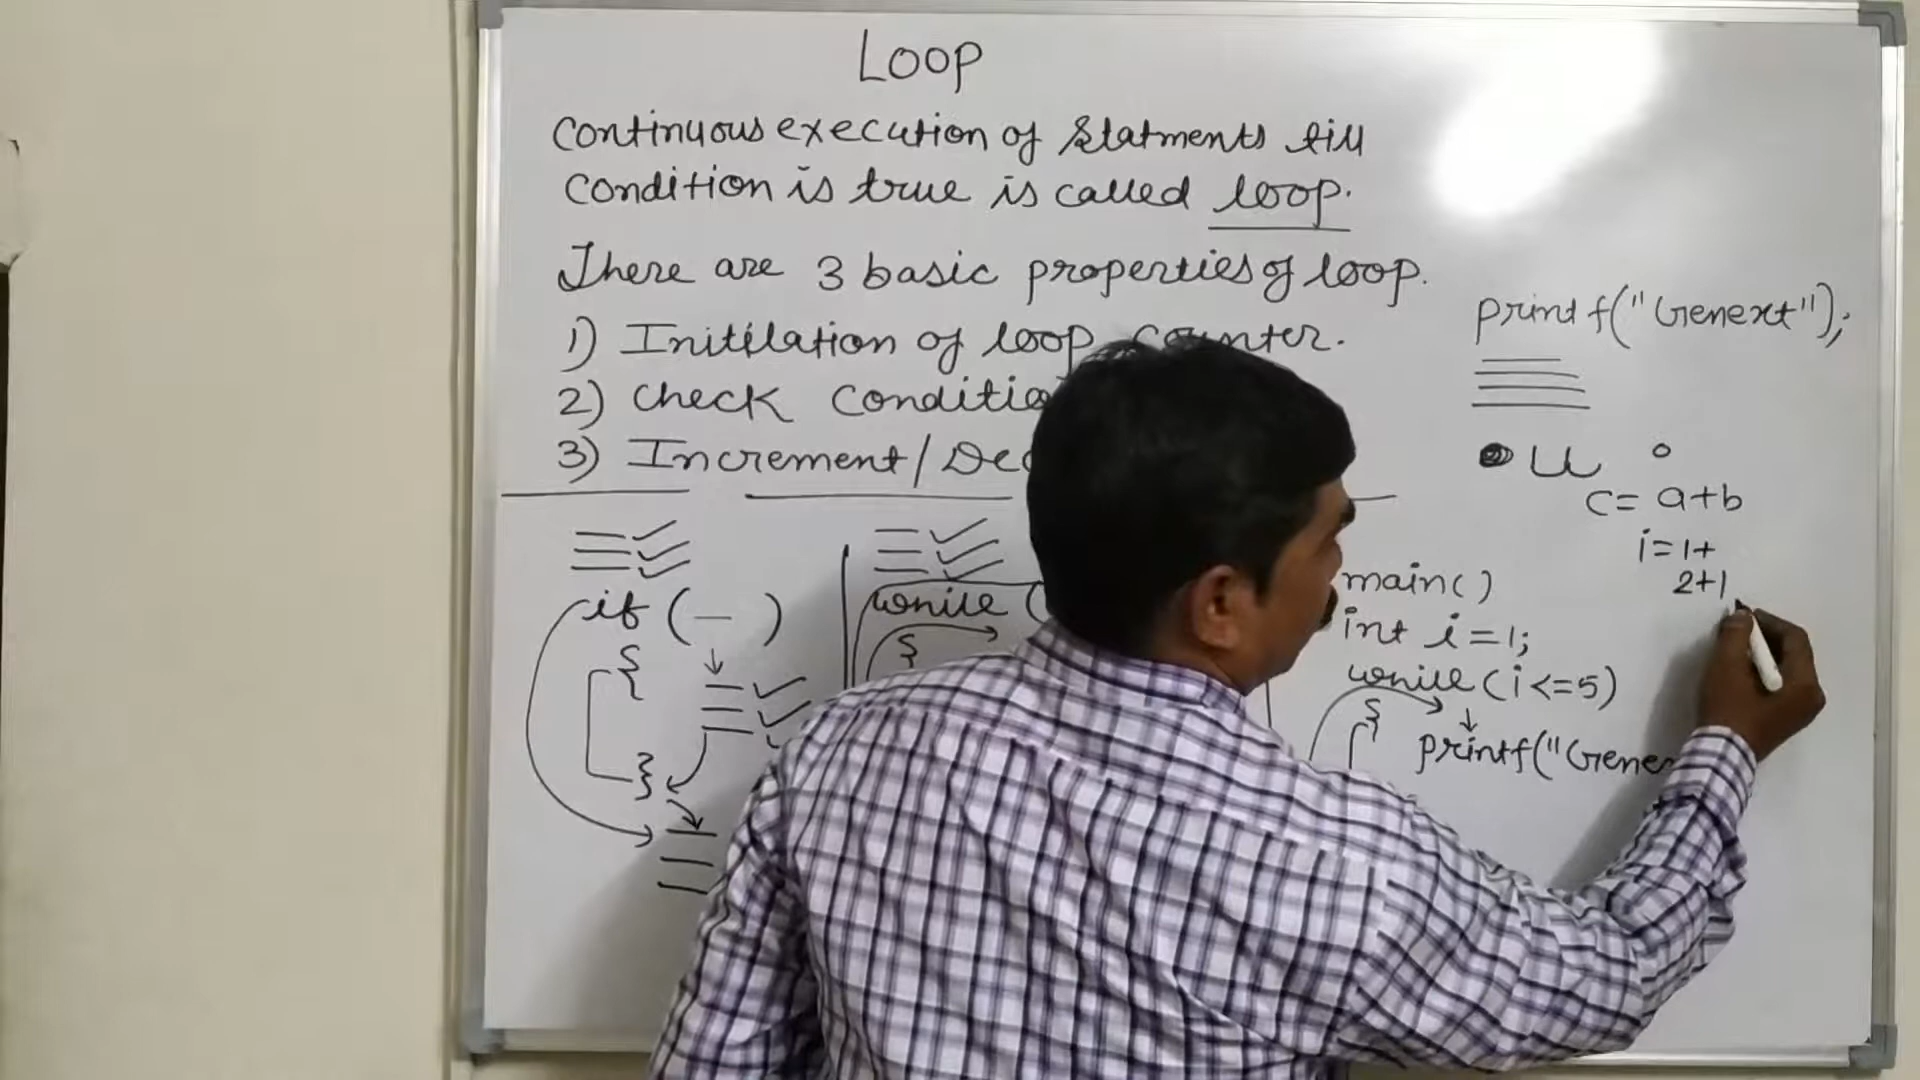 Loop
Continuous execution of Statments till
Condition is true is called loop.
There are 3 basic properties of loop.
1) Initilation of loop counter.
2) Check
3) Increment/
printf("Genext");
c= a+b
i=1+
2+1
if (— )
{
}
while (
{
main()
int i=1;
while(i<=5)
{
printf("